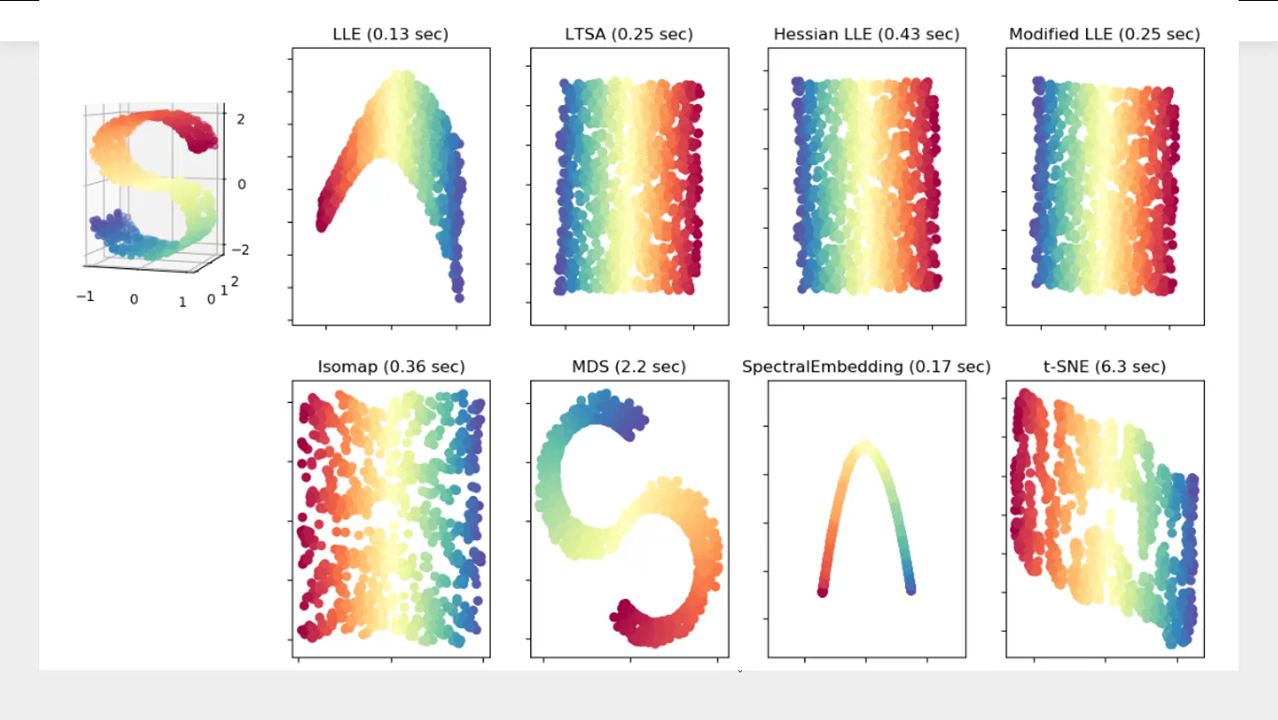 LLE (0.13 sec)
LTSA (0.25 sec)
Hessian LLE (0.43 sec)
Modified LLE (0.25 sec)
2
0
−2
−1
0
1
0
1
2
Isomap (0.36 sec)
MDS (2.2 sec)
SpectralEmbedding (0.17 sec)
t-SNE (6.3 sec)